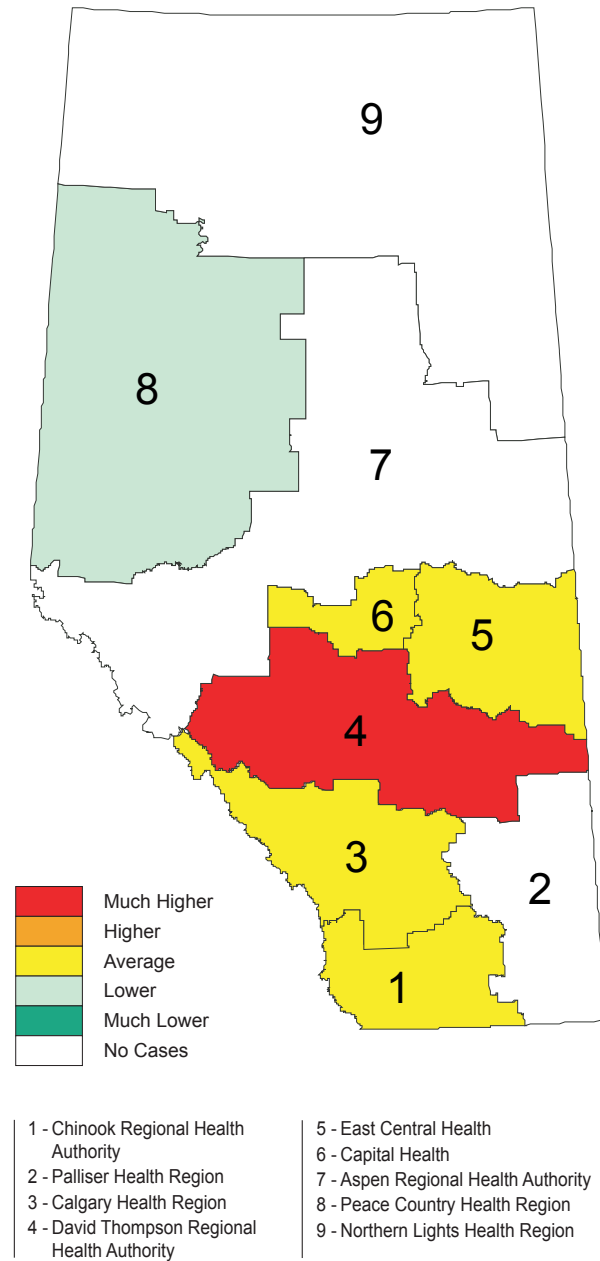 9
8
7
6
5
4
3
2
1
Much Higher
Higher
Average
Lower
Much Lower
No Cases
1 - Chinook Regional Health
Authority
2 - Palliser Health Region
3 - Calgary Health Region
4 - David Thompson Regional
Health Authority
5 - East Central Health
6 - Capital Health
7 - Aspen Regional Health Authority
8 - Peace Country Health Region
9 - Northern Lights Health Region